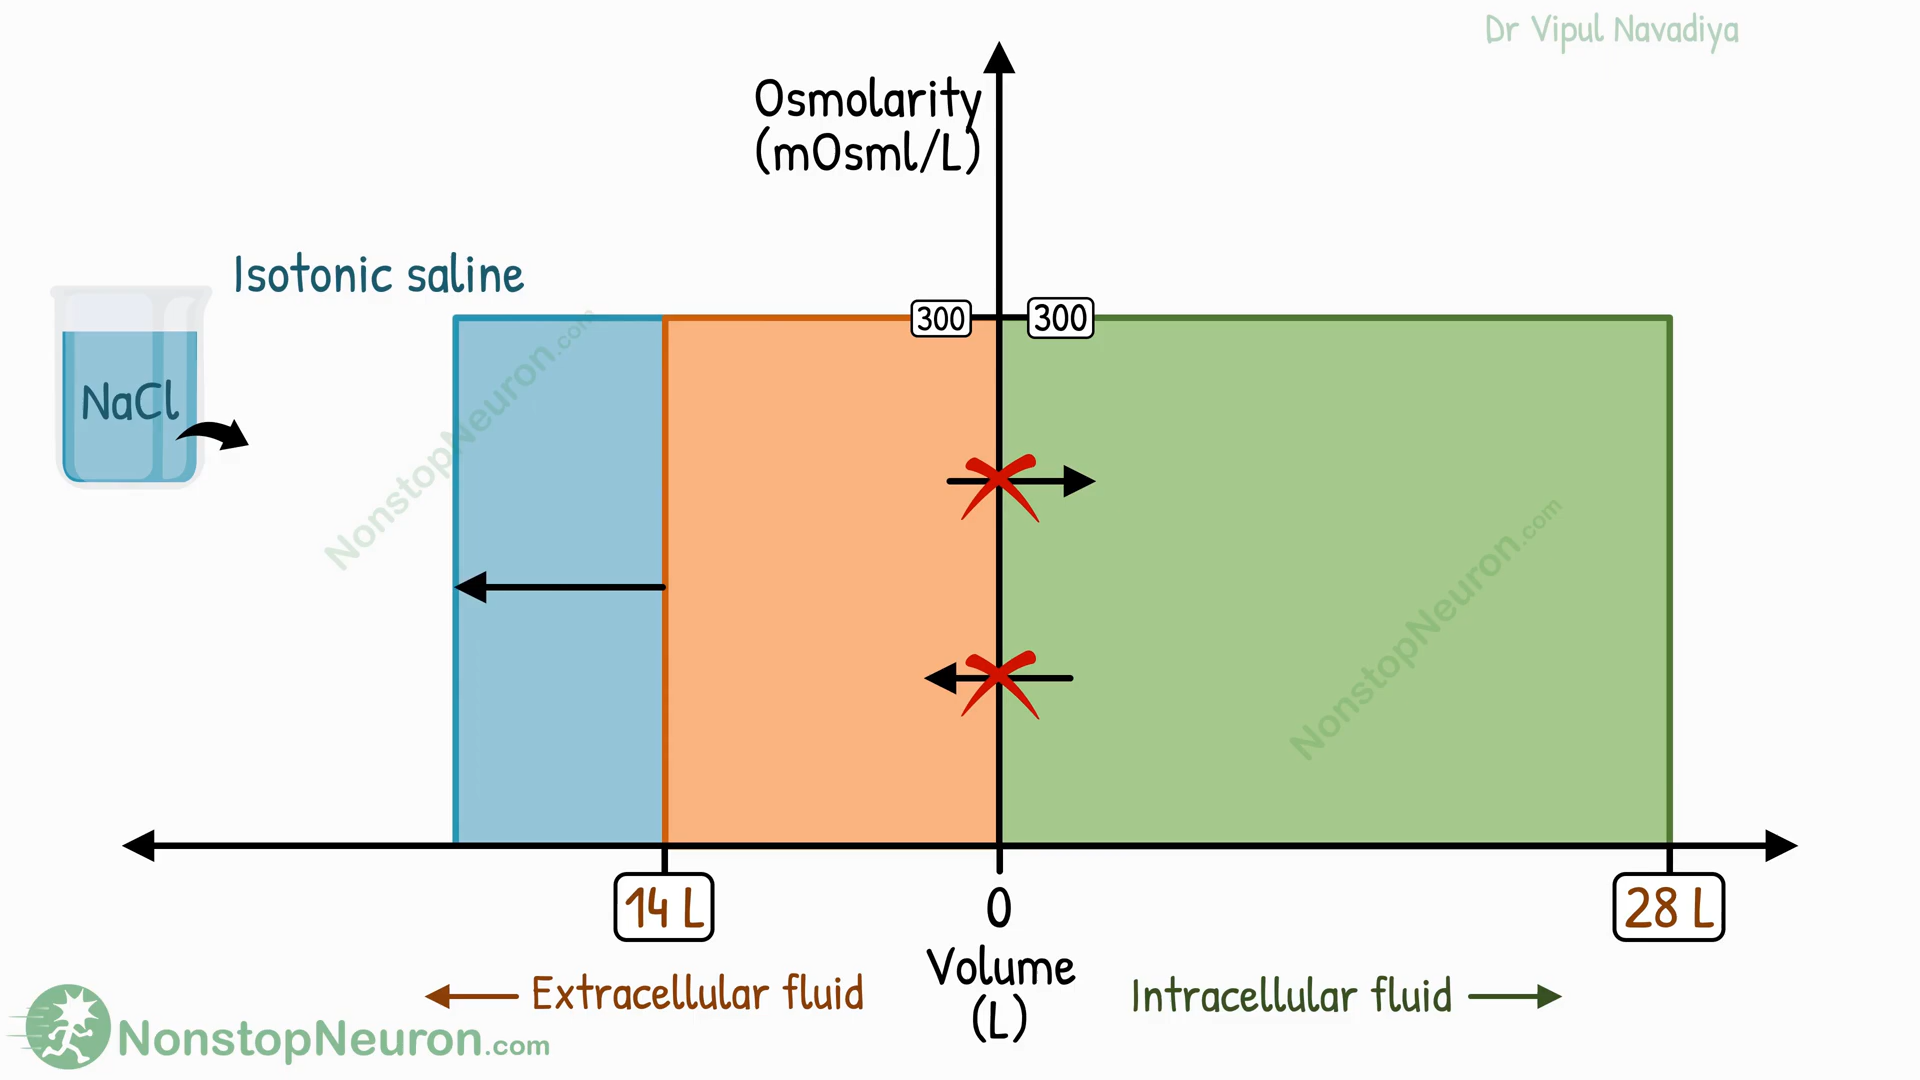 Dr Vipul Navadiya
Osmolarity
(mOsml/L)
Isotonic saline
NaCl
300
300
NonstopNeuron.com
NonstopNeuron.com
14 L
0
28 L
Volume
(L)
Extracellular fluid
Intracellular fluid
NonstopNeuron.com